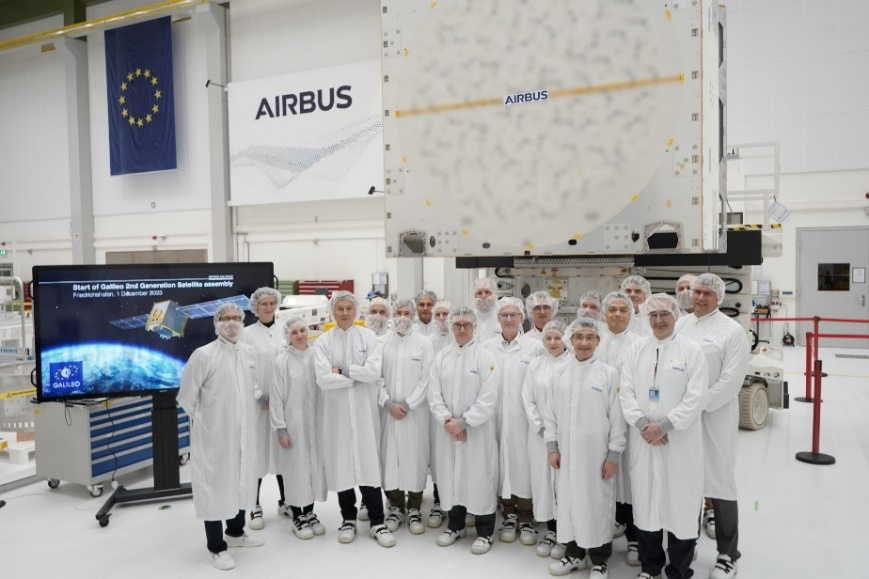 AIRBUS
AIRBUS
Start of Galileo 2nd Generation Satellite assembly
Friedrichshafen, 1 December 2023
GALILEO